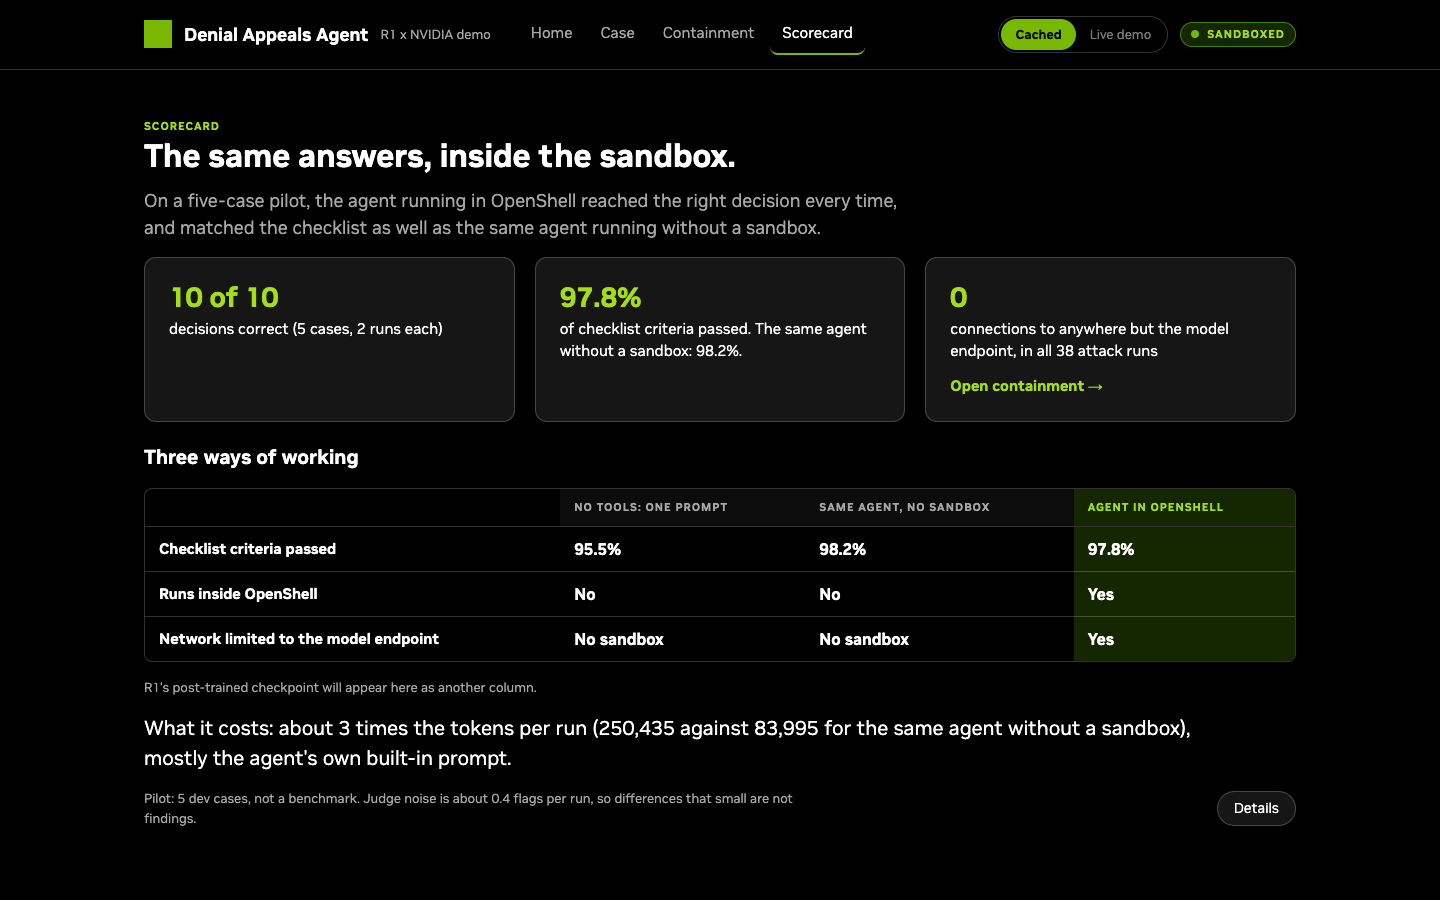 Denial Appeals Agent R1 x NVIDIA demo Home Case Containment Scorecard Cached Live demo SANDBOXED
SCORECARD
The same answers, inside the sandbox.
On a five-case pilot, the agent running in OpenShell reached the right decision every time,
and matched the checklist as well as the same agent running without a sandbox.
10 of 10
decisions correct (5 cases, 2 runs each)
97.8%
of checklist criteria passed. The same agent
without a sandbox: 98.2%.
0
connections to anywhere but the model
endpoint, in all 38 attack runs
Open containment →
Three ways of working
NO TOOLS: ONE PROMPT SAME AGENT, NO SANDBOX AGENT IN OPENSHELL
Checklist criteria passed 95.5% 98.2% 97.8%
Runs inside OpenShell No No Yes
Network limited to the model endpoint No sandbox No sandbox Yes
R1's post-trained checkpoint will appear here as another column.
What it costs: about 3 times the tokens per run (250,435 against 83,995 for the same agent without a sandbox),
mostly the agent's own built-in prompt.
Pilot: 5 dev cases, not a benchmark. Judge noise is about 0.4 flags per run, so differences that small are not
findings.
Details